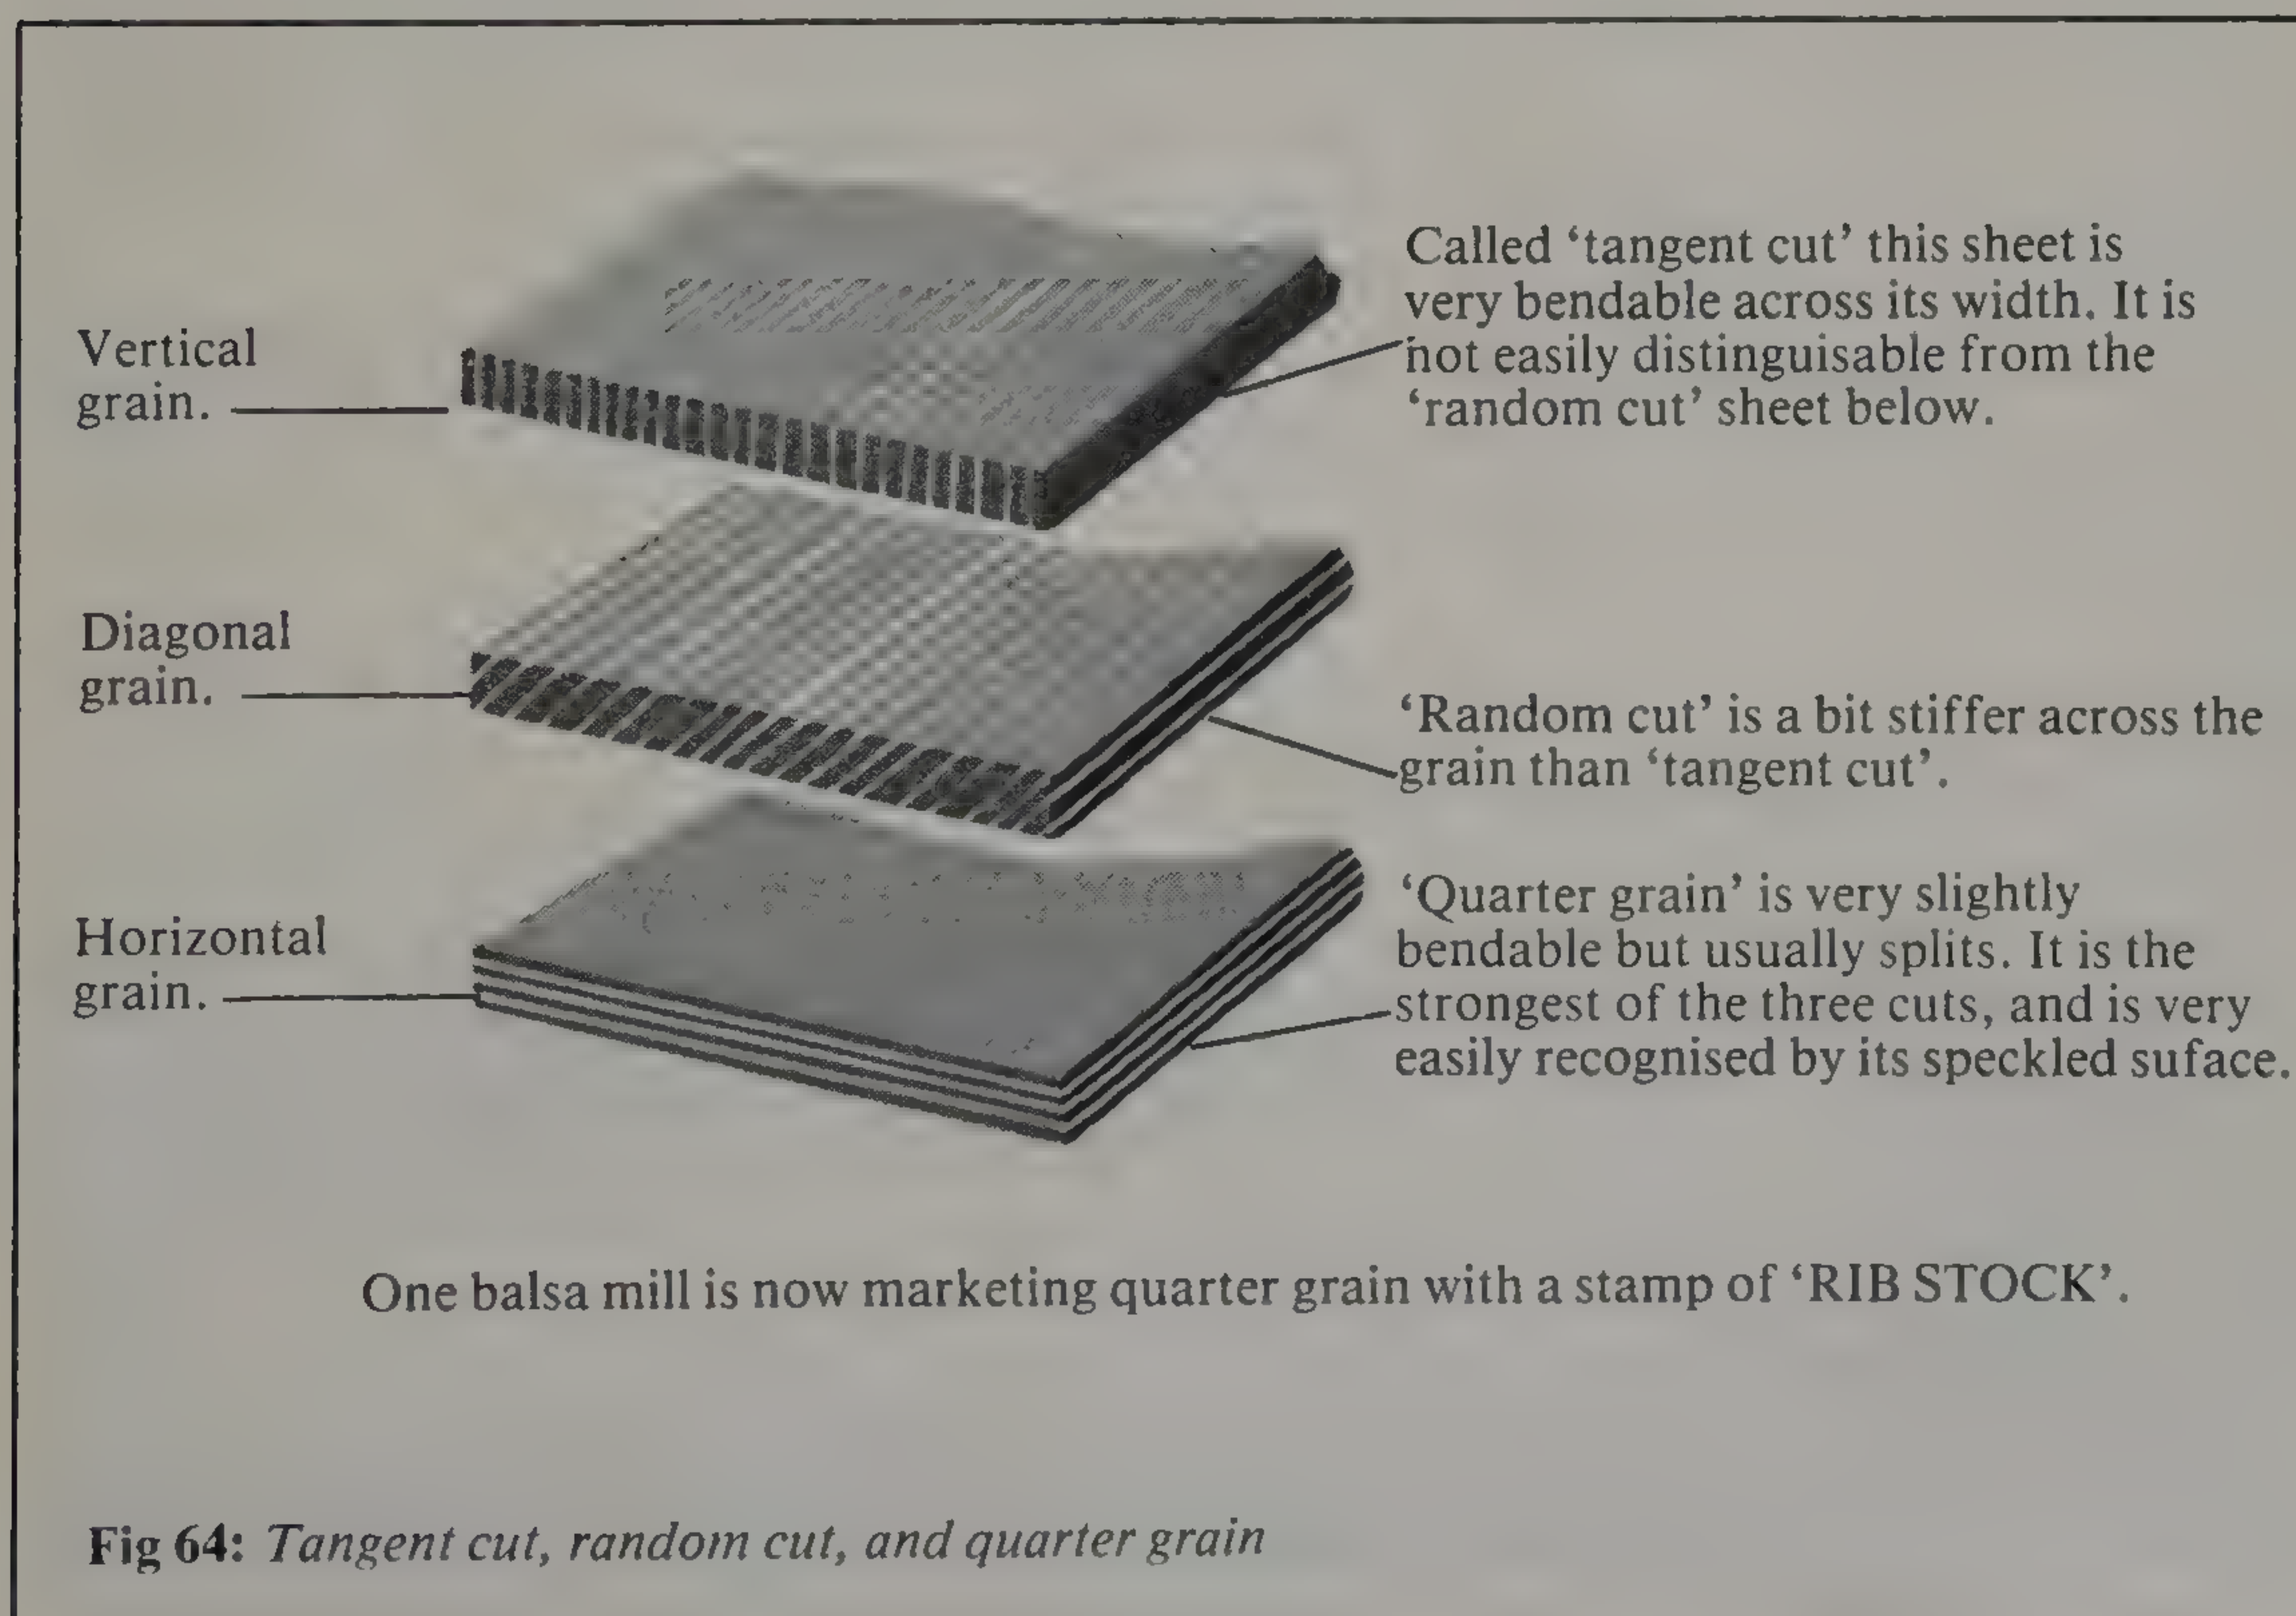 Vertical
grain.
Called ‘tangent cut’ this sheet is
very bendable across its width. It is
not easily distinguisable from the
‘random cut’ sheet below.
Diagonal
grain.
‘Random cut’ is a bit stiffer across the
grain than ‘tangent cut’.
Horizontal
grain.
‘Quarter grain’ is very slightly
bendable but usually splits. It is the
strongest of the three cuts, and is very
easily recognised by its speckled suface.
One balsa mill is now marketing quarter grain with a stamp of ‘RIB STOCK’.
Fig 64: Tangent cut, random cut, and quarter grain